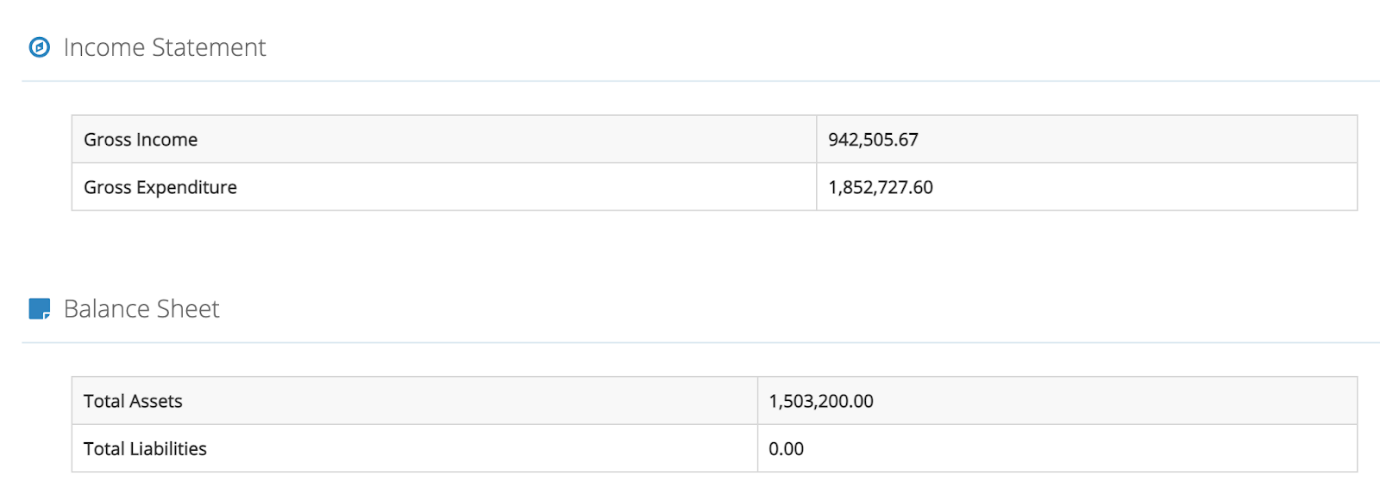 Income Statement
Gross Income 942,505.67
Gross Expenditure 1,852,727.60
Balance Sheet
Total Assets 1,503,200.00
Total Liabilities 0.00